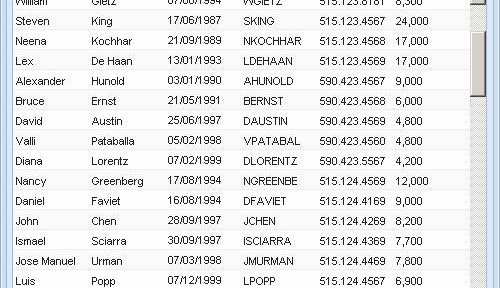 William Gietz 07/06/1994 WGIETZ 515.123.8181 8,300
Steven King 17/06/1987 SKING 515.123.4567 24,000
Neena Kochhar 21/09/1989 NKOCHHAR 515.123.4568 17,000
Lex De Haan 13/01/1993 LDEHAAN 515.123.4569 17,000
Alexander Hunold 03/01/1990 AHUNOLD 590.423.4567 9,000
Bruce Ernst 21/05/1991 BERNST 590.423.4568 6,000
David Austin 25/06/1997 DAUSTIN 590.423.4569 4,800
Valli Pataballa 05/02/1998 VPATABAL 590.423.4560 4,800
Diana Lorentz 07/02/1999 DLORENTZ 590.423.5567 4,200
Nancy Greenberg 17/08/1994 NGREENBE 515.124.4569 12,000
Daniel Faviet 16/08/1994 DFAVIET 515.124.4169 9,000
John Chen 28/09/1997 JCHEN 515.124.4269 8,200
Ismael Sciarra 30/09/1997 ISCIARRA 515.124.4369 7,700
Jose Manuel Urman 07/03/1998 JMURMAN 515.124.4469 7,800
Luis Popp 07/12/1999 LPOPP 515.124.4567 6,900